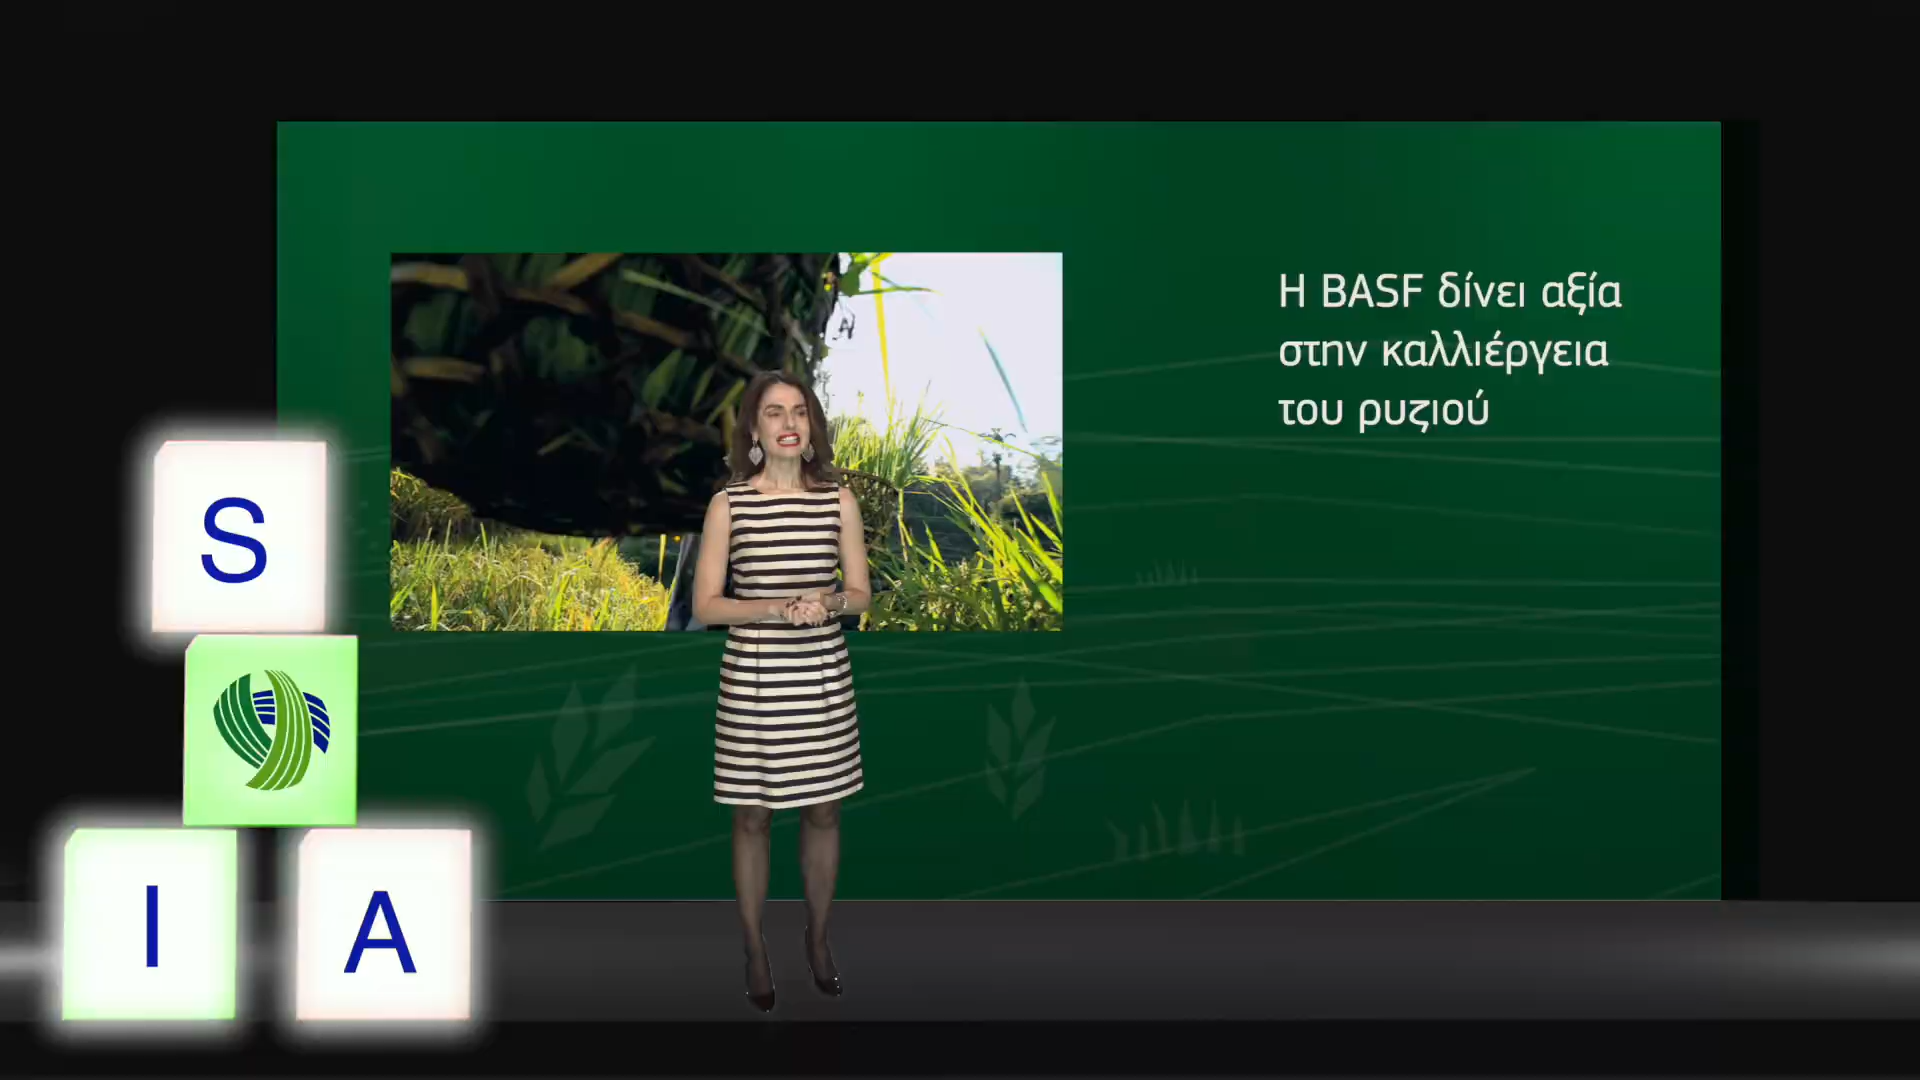 Η BASF δίνει αξία
στην καλλιέργεια
του ρυζιού
S
I A